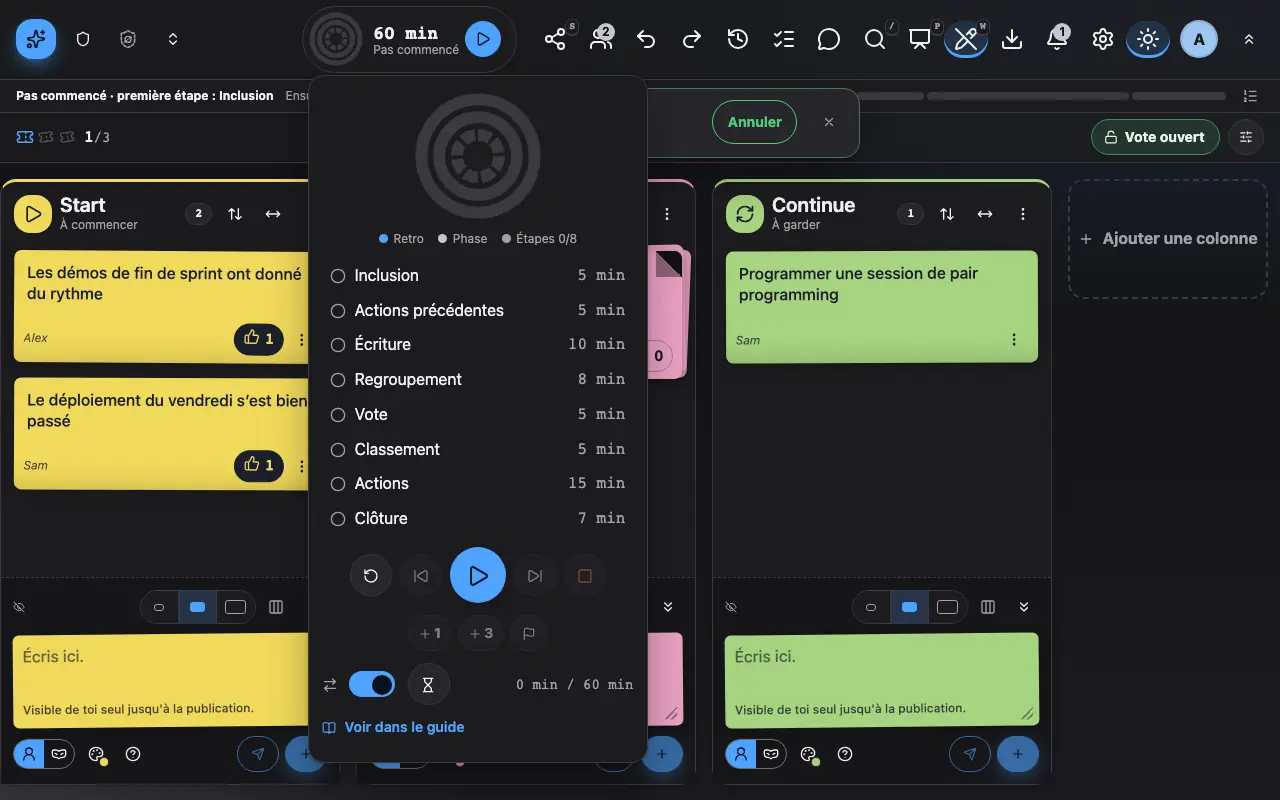 60 min
Pas commencé
S
2
/
P
W
1
A
Pas commencé · première étape : Inclusion
1/3
Annuler
Vote ouvert
Start
À commencer
2
Les démos de fin de sprint ont donné
du rythme
Alex
1
Le déploiement du vendredi s'est bien
passé
Sam
1
Écris ici.
Visible de toi seul jusqu'à la publication.
Retro
Phase
Étapes 0/8
Inclusion 5 min
Actions précédentes 5 min
Écriture 10 min
Regroupement 8 min
Vote 5 min
Classement 5 min
Actions 15 min
Clôture 7 min
+ 1
+ 3
0 min / 60 min
Voir dans le guide
0
Continue
À garder
1
Programmer une session de pair
programming
Sam
Écris ici.
Visible de toi seul jusqu'à la publication.
+ Ajouter une colonne